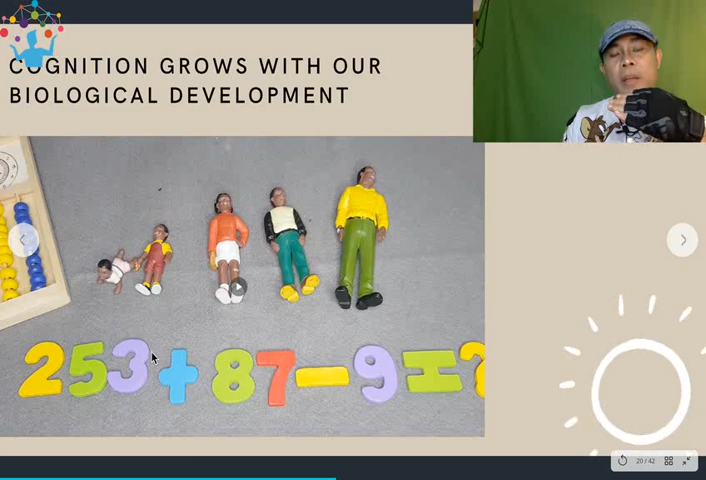 COGNITION GROWS WITH OUR
BIOLOGICAL DEVELOPMENT
253+87-9=?
20 / 42